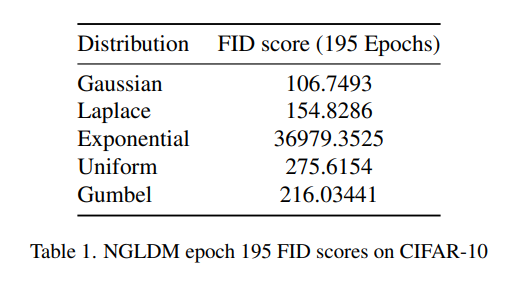 Distribution FID score (195 Epochs)
Gaussian 106.7493
Laplace 154.8286
Exponential 36979.3525
Uniform 275.6154
Gumbel 216.03441
Table 1. NGLDM epoch 195 FID scores on CIFAR-10